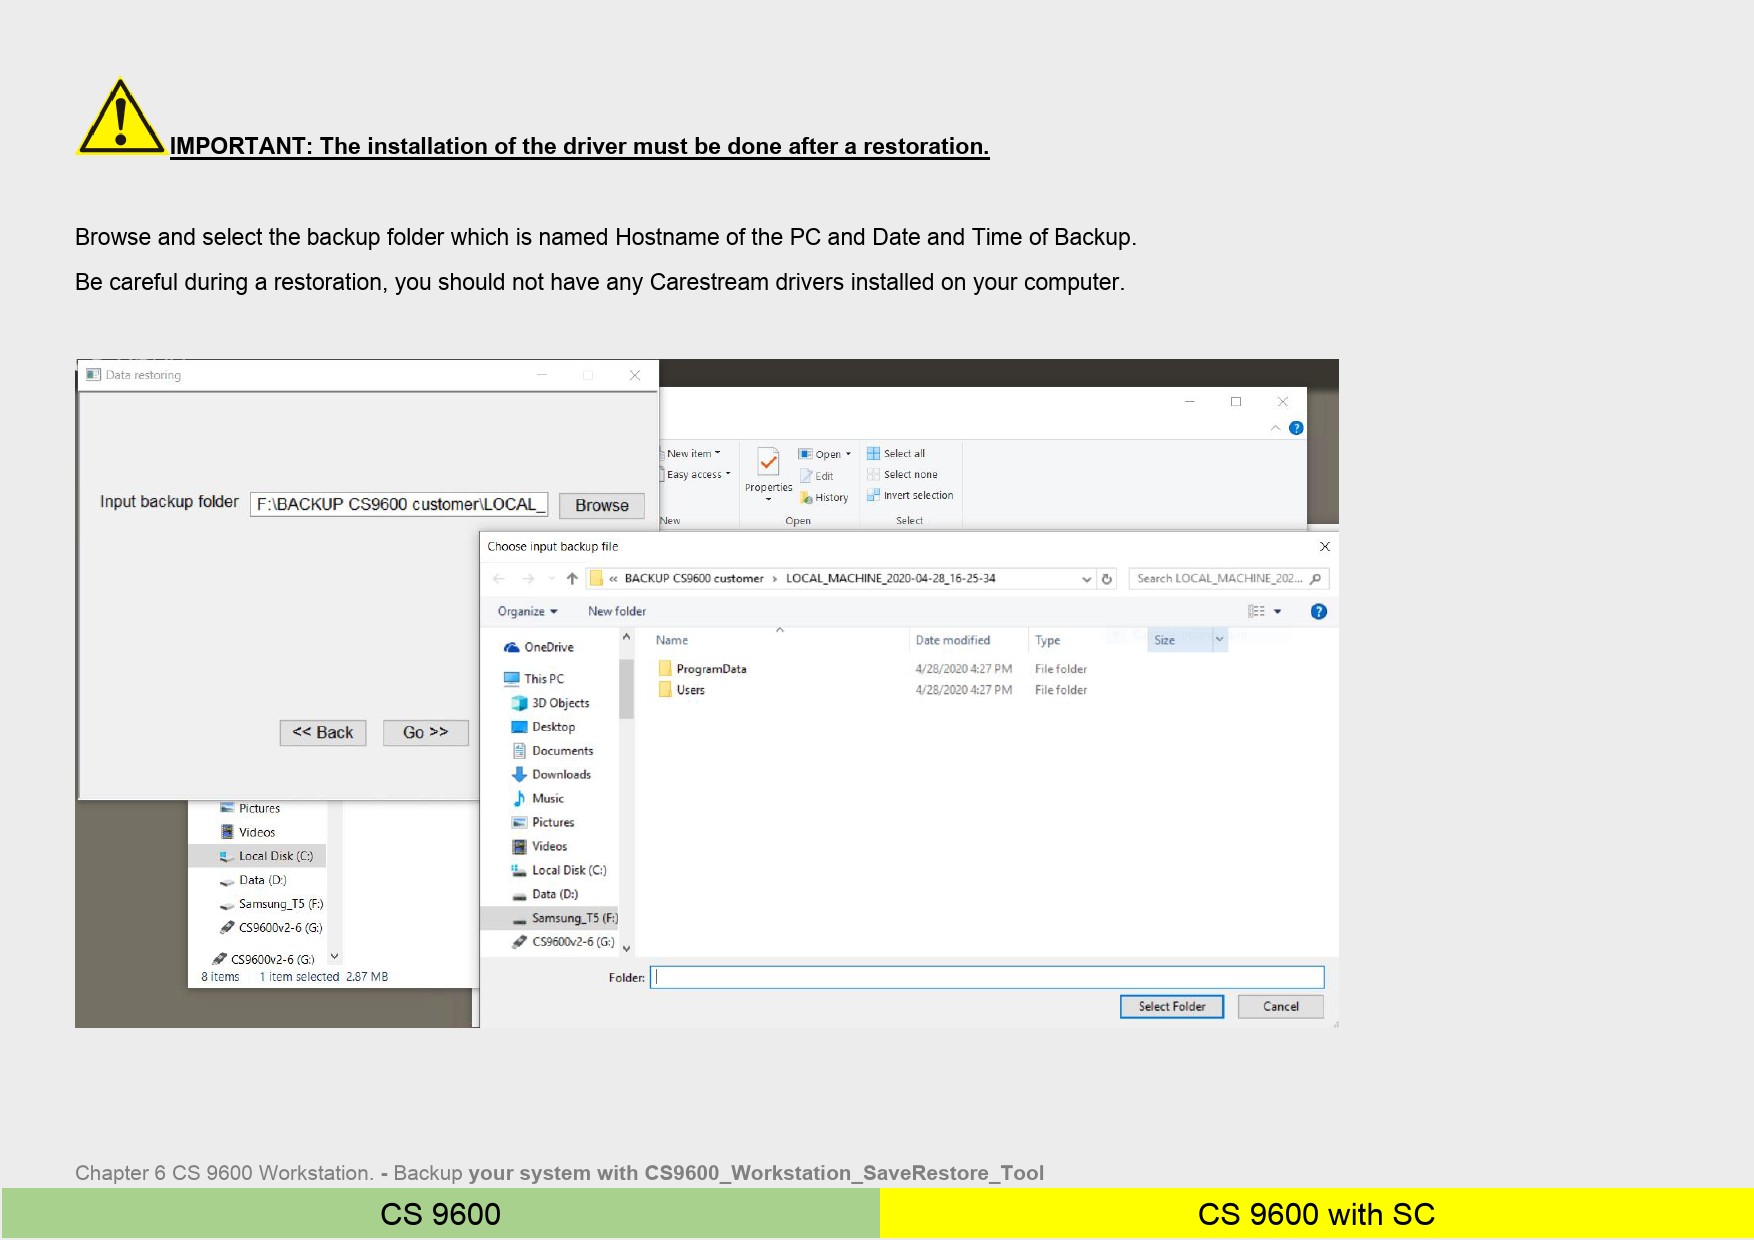 IMPORTANT: The installation of the driver must be done after a restoration.
Browse and select the backup folder which is named Hostname of the PC and Date and Time of Backup.
Be careful during a restoration, you should not have any Carestream drivers installed on your computer.
Data restoring
Input backup folder F:\BACKUP CS9600 customer\LOCAL_ Browse
<< Back Go >>
New item
Easy access
New
Properties
Open
Edit
History
Open
Select all
Select none
Invert selection
Select
Choose input backup file
« BACKUP CS9600 customer › LOCAL_MACHINE_2020-04-28_16-25-34
Search LOCAL_MACHINE_202...
Organize New folder
Name Date modified Type Size
ProgramData 4/28/2020 4:27 PM File folder
Users 4/28/2020 4:27 PM File folder
OneDrive
This PC
3D Objects
Desktop
Documents
Downloads
Music
Pictures
Videos
Local Disk (C:)
Data (D:)
Samsung_T5 (F:)
CS9600v2-6 (G:)
Folder:
Select Folder Cancel
Pictures
Videos
Local Disk (C:)
Data (D:)
Samsung_T5 (F:)
CS9600v2-6 (G:)
CS9600v2-6 (G:)
8 items 1 item selected 2.87 MB
Chapter 6 CS 9600 Workstation. - Backup your system with CS9600_Workstation_SaveRestore_Tool
CS 9600
CS 9600 with SC